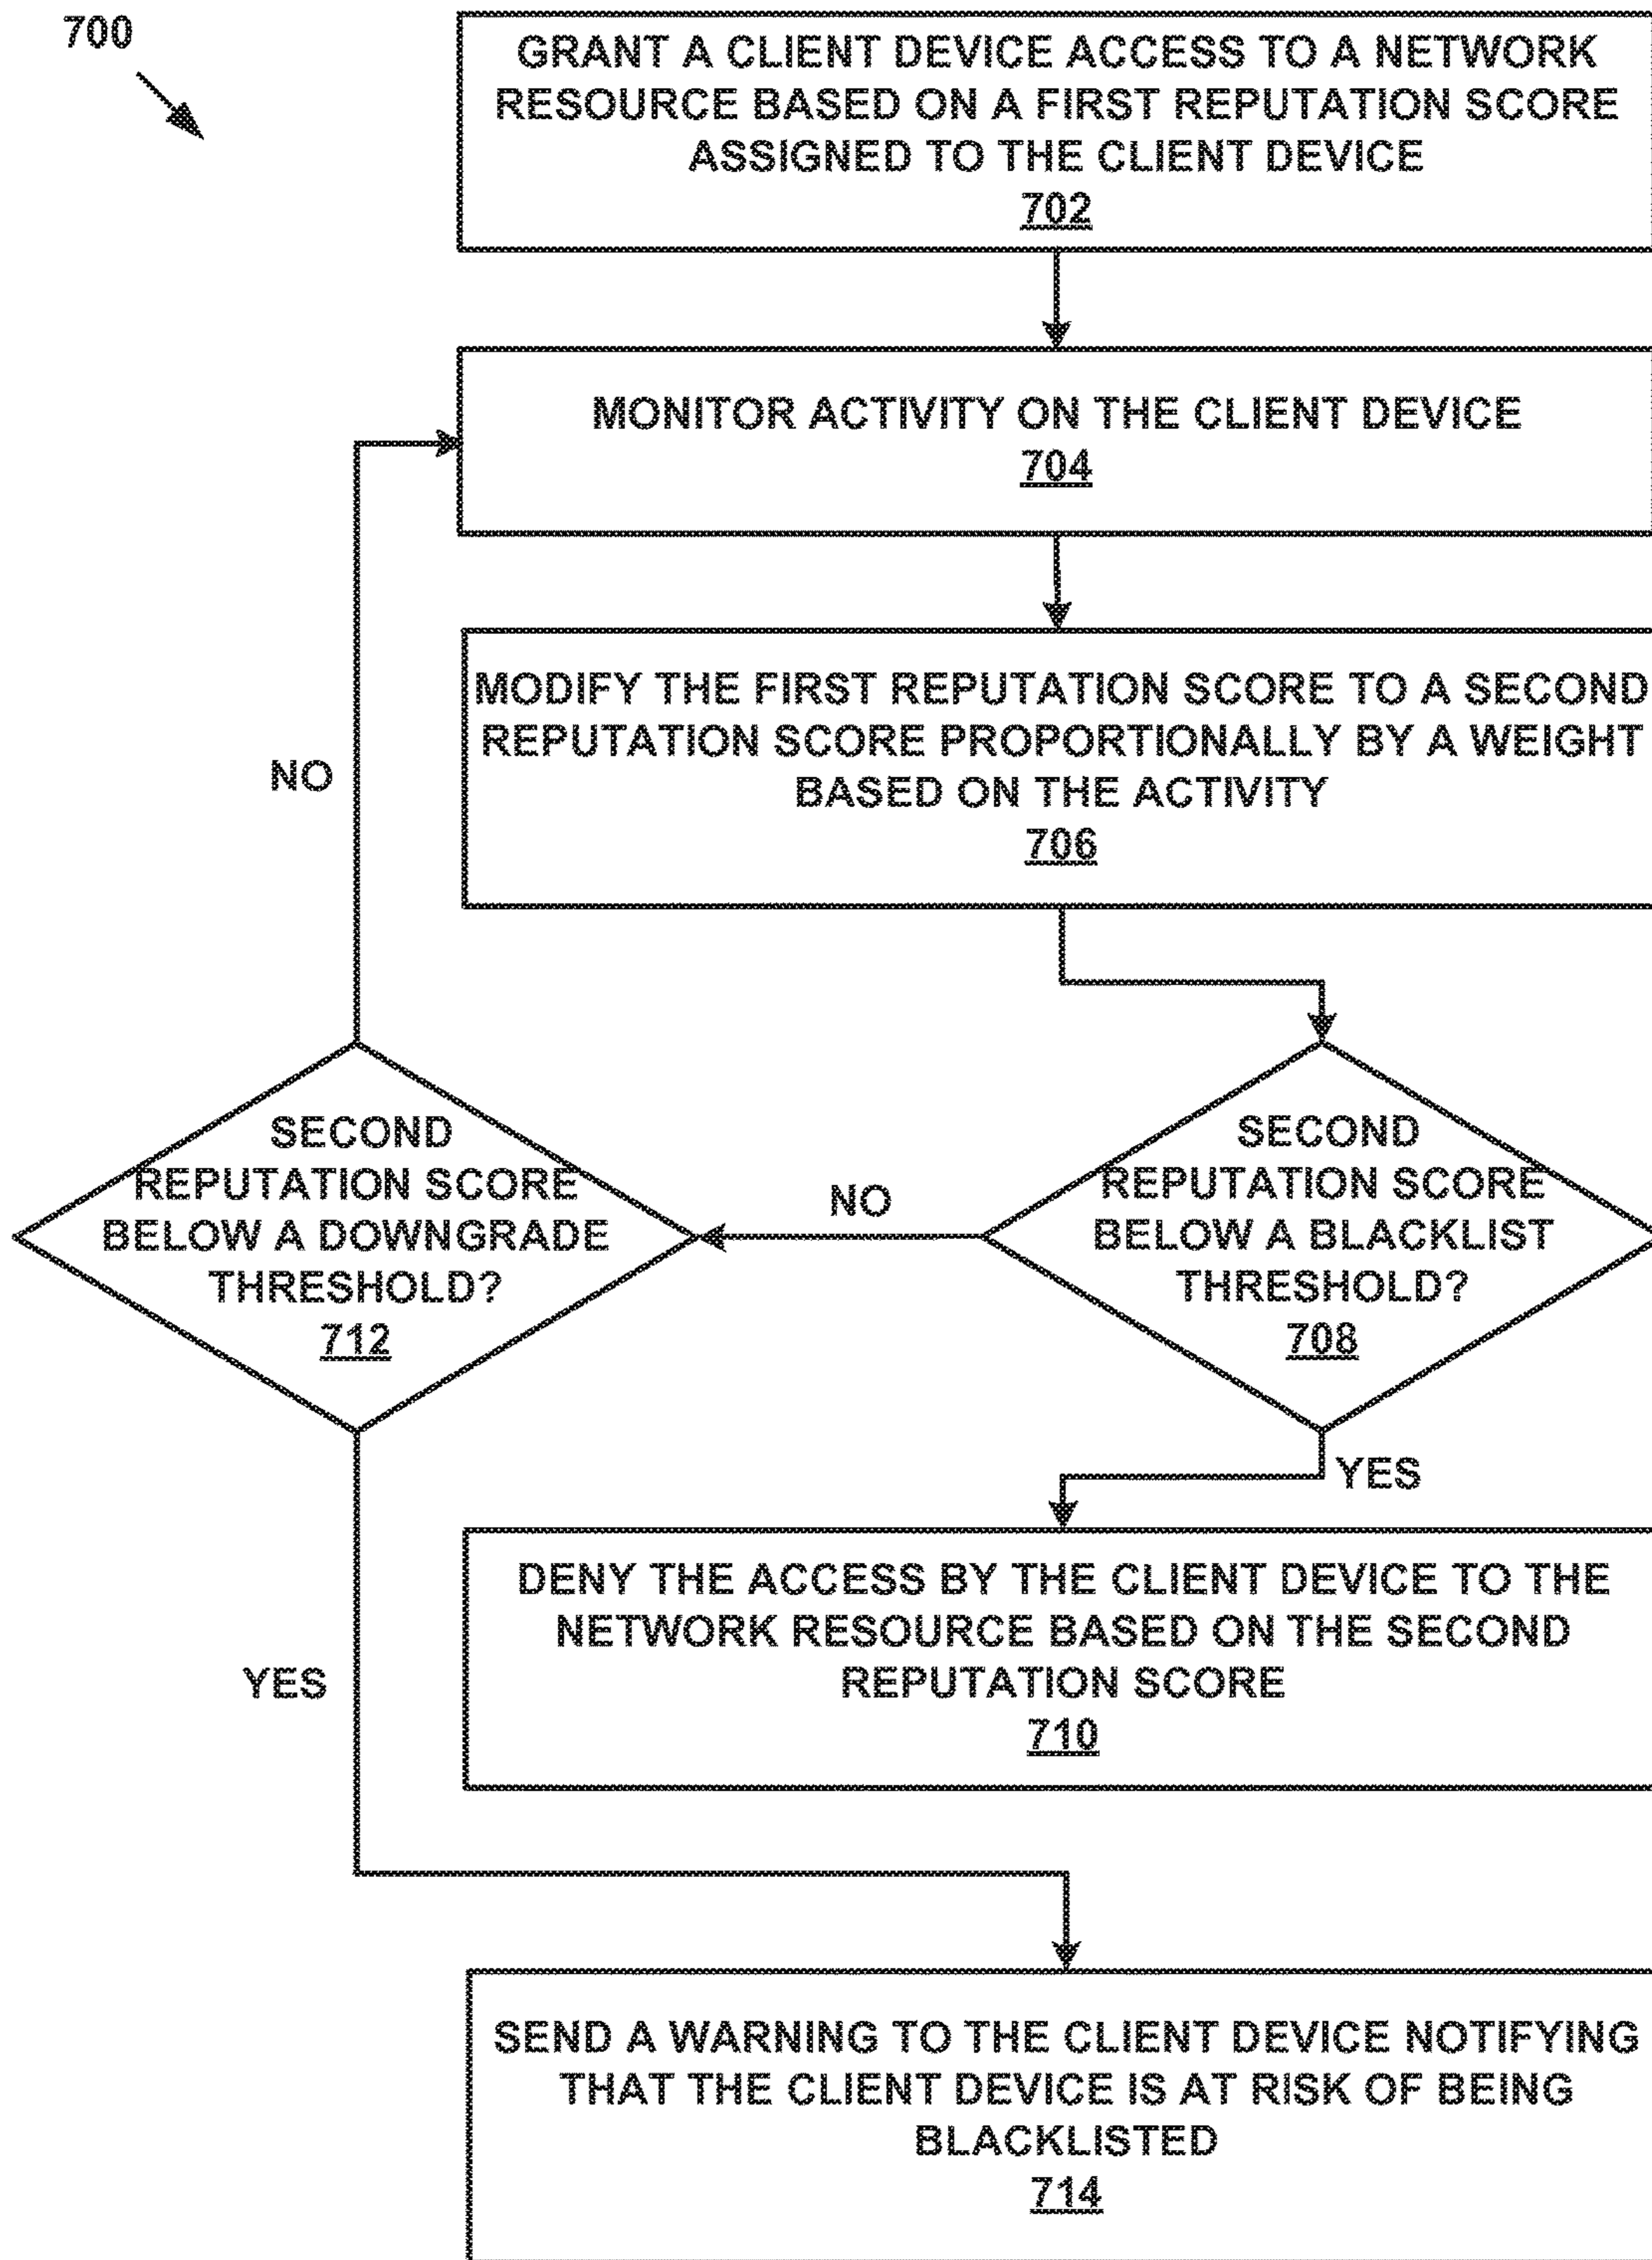 700
GRANT A CLIENT DEVICE ACCESS TO A NETWORK
RESOURCE BASED ON A FIRST REPUTATION SCORE
ASSIGNED TO THE CLIENT DEVICE
702
MONITOR ACTIVITY ON THE CLIENT DEVICE
704
MODIFY THE FIRST REPUTATION SCORE TO A SECOND
REPUTATION SCORE PROPORTIONALLY BY A WEIGHT
BASED ON THE ACTIVITY
706
NO
SECOND
REPUTATION SCORE
BELOW A BLACKLIST
THRESHOLD?
708
NO
SECOND
REPUTATION SCORE
BELOW A DOWNGRADE
THRESHOLD?
712
YES
DENY THE ACCESS BY THE CLIENT DEVICE TO THE
NETWORK RESOURCE BASED ON THE SECOND
REPUTATION SCORE
710
YES
SEND A WARNING TO THE CLIENT DEVICE NOTIFYING
THAT THE CLIENT DEVICE IS AT RISK OF BEING
BLACKLISTED
714